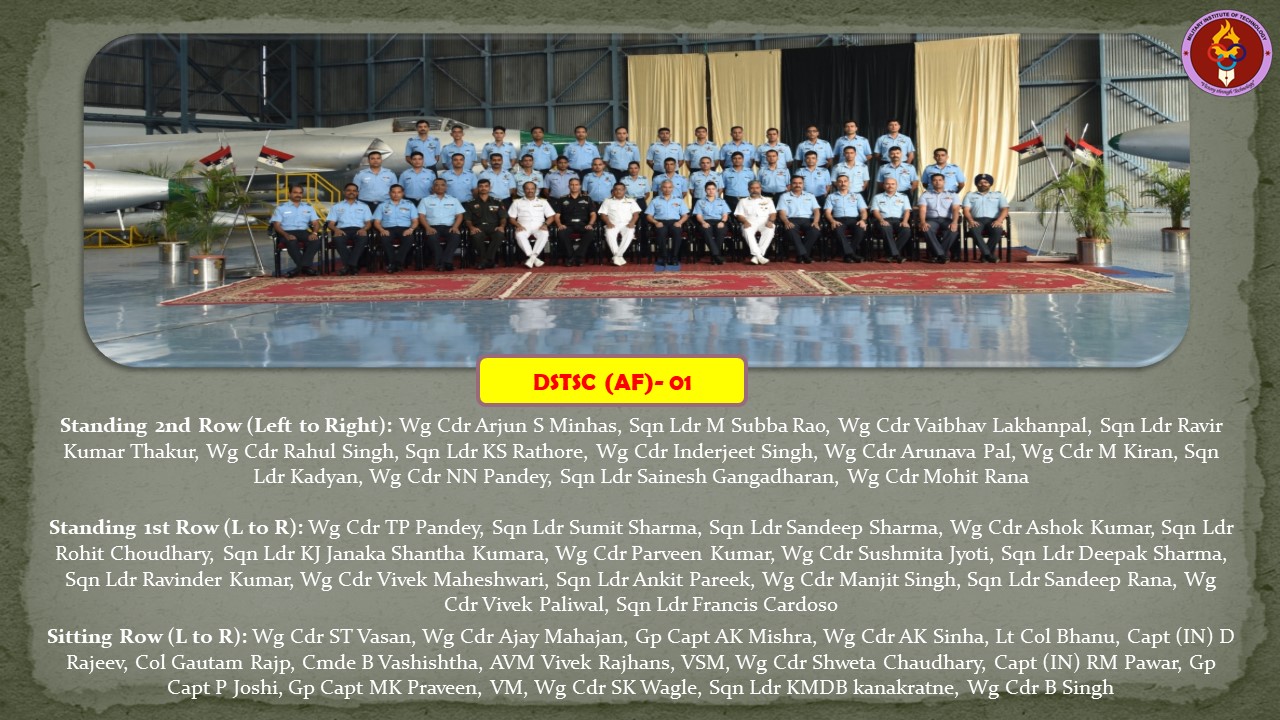 MILITARY INSTITUTE OF TECHNOLOGY
"Victory through Technology"
DSTSC (AF)- 01
Standing 2nd Row (Left to Right): Wg Cdr Arjun S Minhas, Sqn Ldr M Subba Rao, Wg Cdr Vaibhav Lakhanpal, Sqn Ldr Ravir
Kumar Thakur, Wg Cdr Rahul Singh, Sqn Ldr KS Rathore, Wg Cdr Inderjeet Singh, Wg Cdr Arunava Pal, Wg Cdr M Kiran, Sqn
Ldr Kadyan, Wg Cdr NN Pandey, Sqn Ldr Sainesh Gangadharan, Wg Cdr Mohit Rana
Standing 1st Row (L to R): Wg Cdr TP Pandey, Sqn Ldr Sumit Sharma, Sqn Ldr Sandeep Sharma, Wg Cdr Ashok Kumar, Sqn Ldr
Rohit Choudhary, Sqn Ldr KJ Janaka Shantha Kumara, Wg Cdr Parveen Kumar, Wg Cdr Sushmita Jyoti, Sqn Ldr Deepak Sharma,
Sqn Ldr Ravinder Kumar, Wg Cdr Vivek Maheshwari, Sqn Ldr Ankit Pareek, Wg Cdr Manjit Singh, Sqn Ldr Sandeep Rana, Wg
Cdr Vivek Paliwal, Sqn Ldr Francis Cardoso
Sitting Row (L to R): Wg Cdr ST Vasan, Wg Cdr Ajay Mahajan, Gp Capt AK Mishra, Wg Cdr AK Sinha, Lt Col Bhanu, Capt (IN) D
Rajeev, Col Gautam Rajp, Cmde B Vashishtha, AVM Vivek Rajhans, VSM, Wg Cdr Shweta Chaudhary, Capt (IN) RM Pawar, Gp
Capt P Joshi, Gp Capt MK Praveen, VM, Wg Cdr SK Wagle, Sqn Ldr KMDB kanakratne, Wg Cdr B Singh